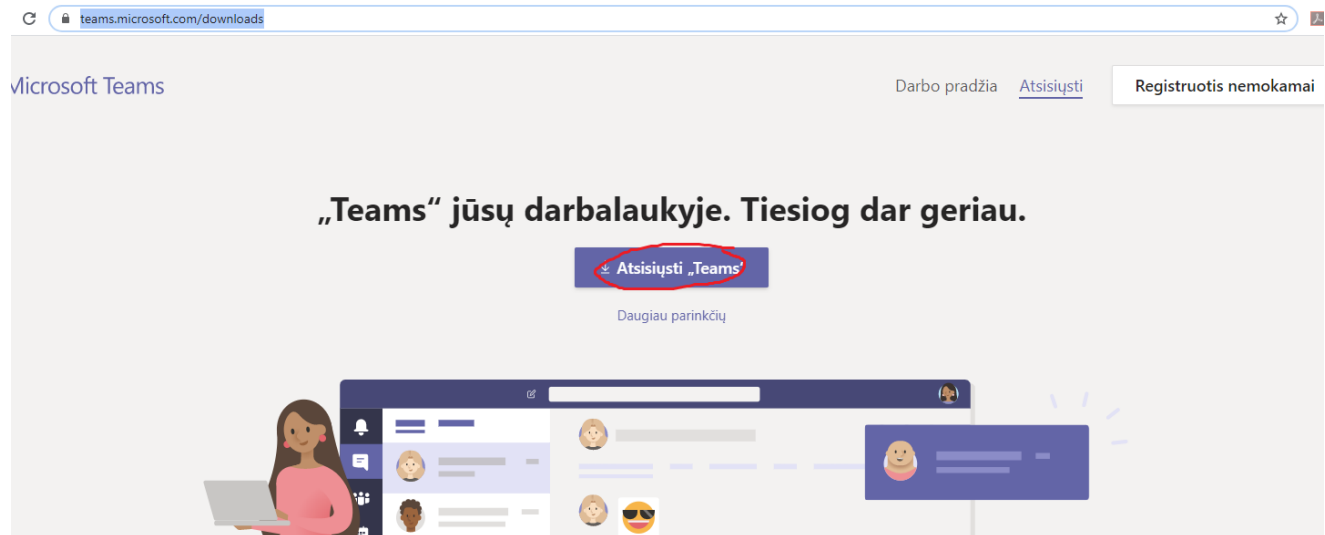 teams.microsoft.com/downloads
Microsoft Teams
Darbo pradžia Atsisiųsti Registruotis nemokamai
„Teams“ jūsų darbalaukyje. Tiesiog dar geriau.
Atsisiųsti „Teams“
Daugiau parinkčių